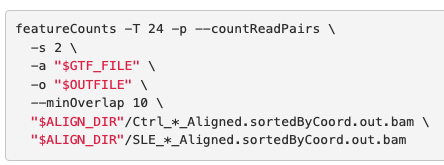 featureCounts -T 24 -p --countReadPairs \
-s 2 \
-a "$GTF_FILE" \
-o "$OUTFILE" \
--minOverlap 10 \
"$ALIGN_DIR"/Ctrl_*_Aligned.sortedByCoord.out.bam \
"$ALIGN_DIR"/SLE_*_Aligned.sortedByCoord.out.bam